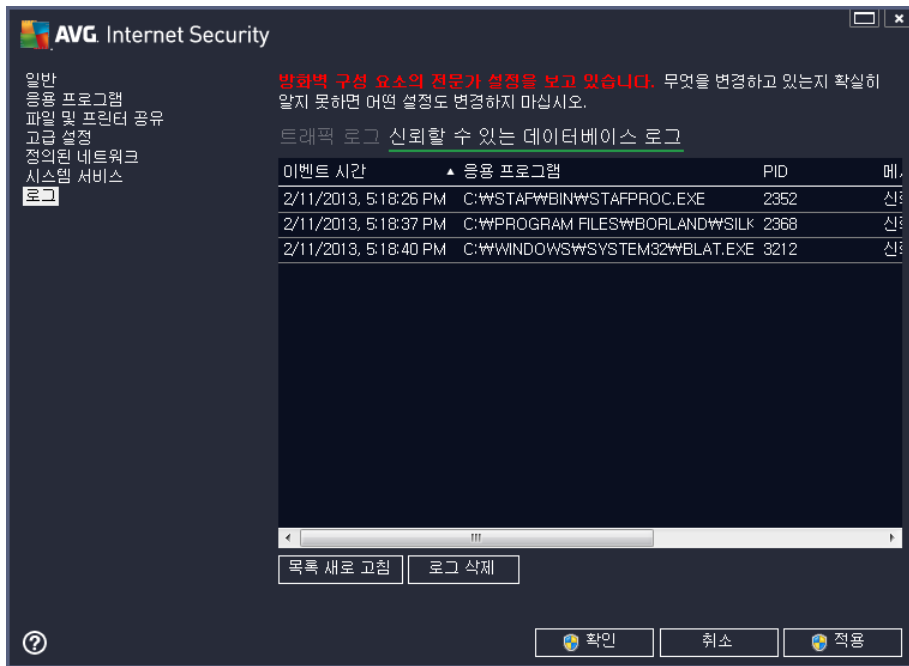 AVG. Internet Security
일반
응용 프로그램
파일 및 프린터 공유
고급 설정
정의된 네트워크
시스템 서비스
로그
방화벽 구성 요소의 전문가 설정을 보고 있습니다. 무엇을 변경하고 있는지 확실히
알지 못하면 어떤 설정도 변경하지 마십시오.
트래픽 로그 신뢰할 수 있는 데이터베이스 로그
이벤트 시간 응용 프로그램 PID
2/11/2013, 5:18:26 PM C:₩STAF₩BIN₩STAFPROC.EXE 2352
2/11/2013, 5:18:37 PM C:₩PROGRAM FILES₩BORLAND₩SILK 2368
2/11/2013, 5:18:40 PM C:₩WINDOWS₩SYSTEM32₩BLAT.EXE 3212
목록 새로 고침 로그 삭제
확인 취소 적용